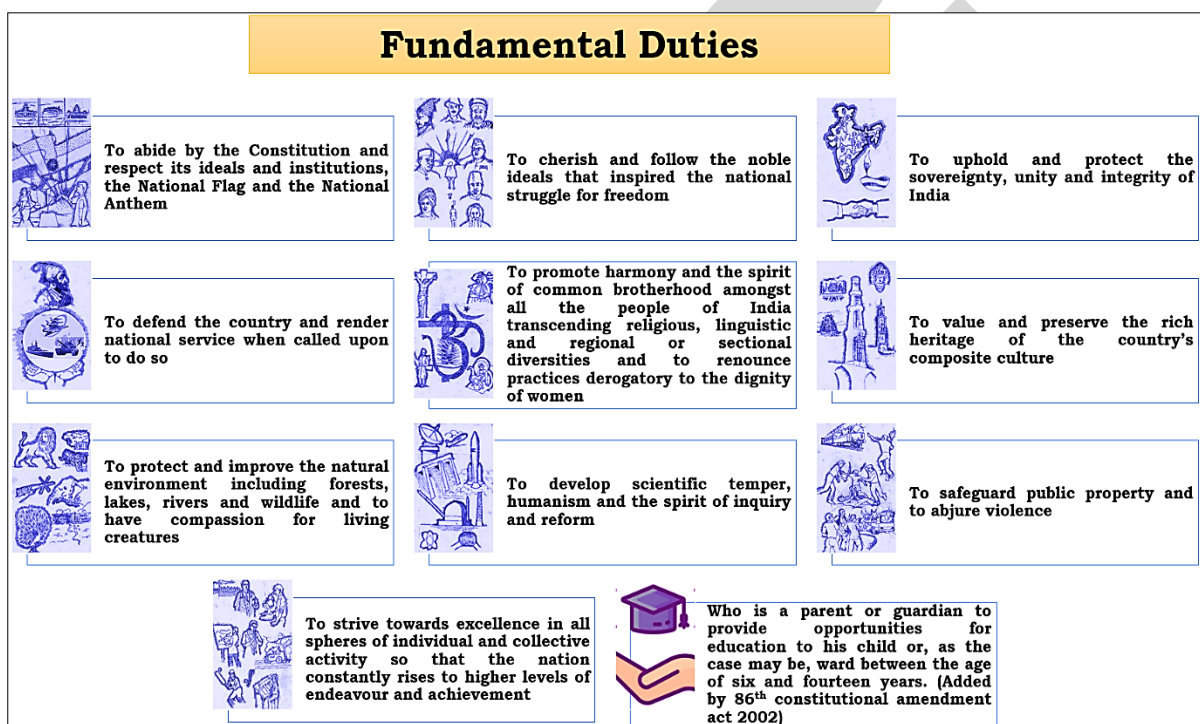 Fundamental Duties
To abide by the Constitution and
respect its ideals and institutions,
the National Flag and the National
Anthem
To cherish and follow the noble
ideals that inspired the national
struggle for freedom
To uphold and protect the
sovereignty, unity and integrity of
India
To defend the country and render
national service when called upon
to do so
To promote harmony and the spirit
of common brotherhood amongst
all the people of India
transcending religious, linguistic
and regional or sectional
diversities and to renounce
practices derogatory to the dignity
of women
To value and preserve the rich
heritage of the country's
composite culture
To protect and improve the natural
environment including forests,
lakes, rivers and wildlife and to
have compassion for living
creatures
To develop scientific temper,
humanism and the spirit of inquiry
and reform
To safeguard public property and
to abjure violence
To strive towards excellence in all
spheres of individual and collective
activity so that the nation
constantly rises to higher levels of
endeavour and achievement
Who is a parent or guardian to
provide opportunities for
education to his child or, as the
case may be, ward between the age
of six and fourteen years. (Added
by 86th constitutional amendment
act 2002)